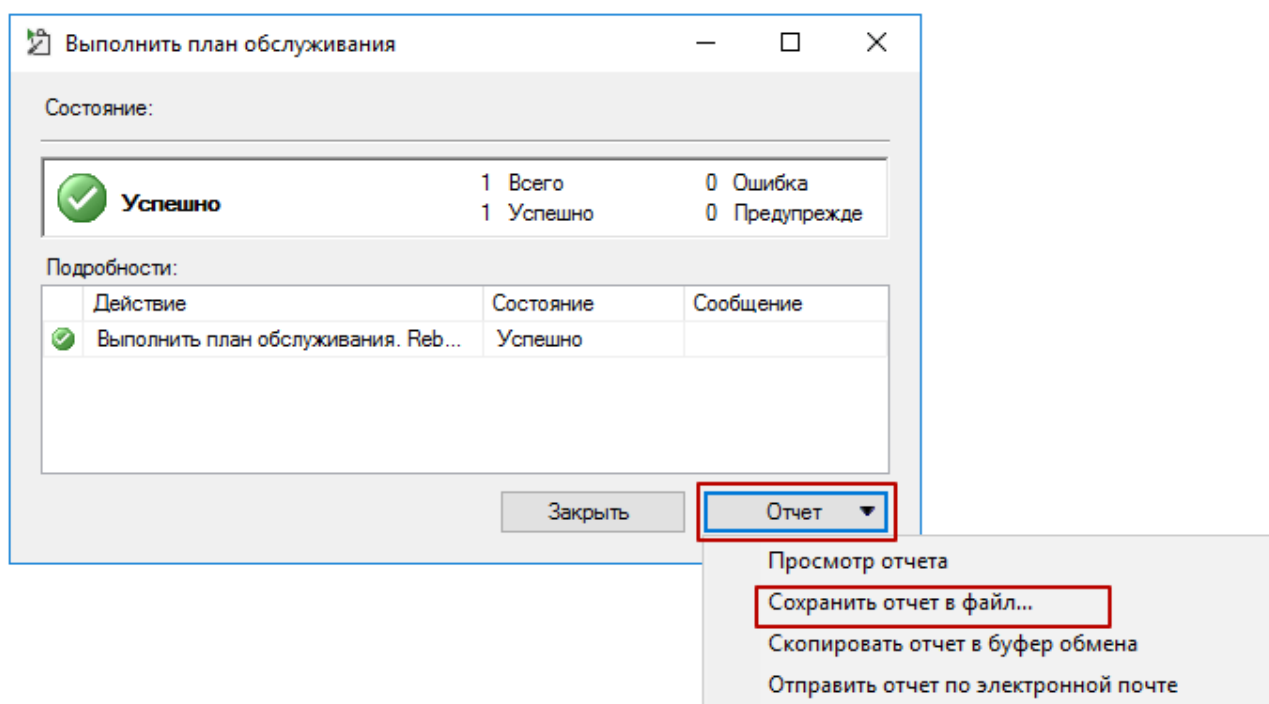 Выполнить план обслуживания
Состояние:
Успешно
1 Всего 0 Ошибка
1 Успешно 0 Предупрежде
Подробности:
Действие Состояние Сообщение
Выполнить план обслуживания. Reb... Успешно
Закрыть Отчет
Просмотр отчета
Сохранить отчет в файл...
Скопировать отчет в буфер обмена
Отправить отчет по электронной почте